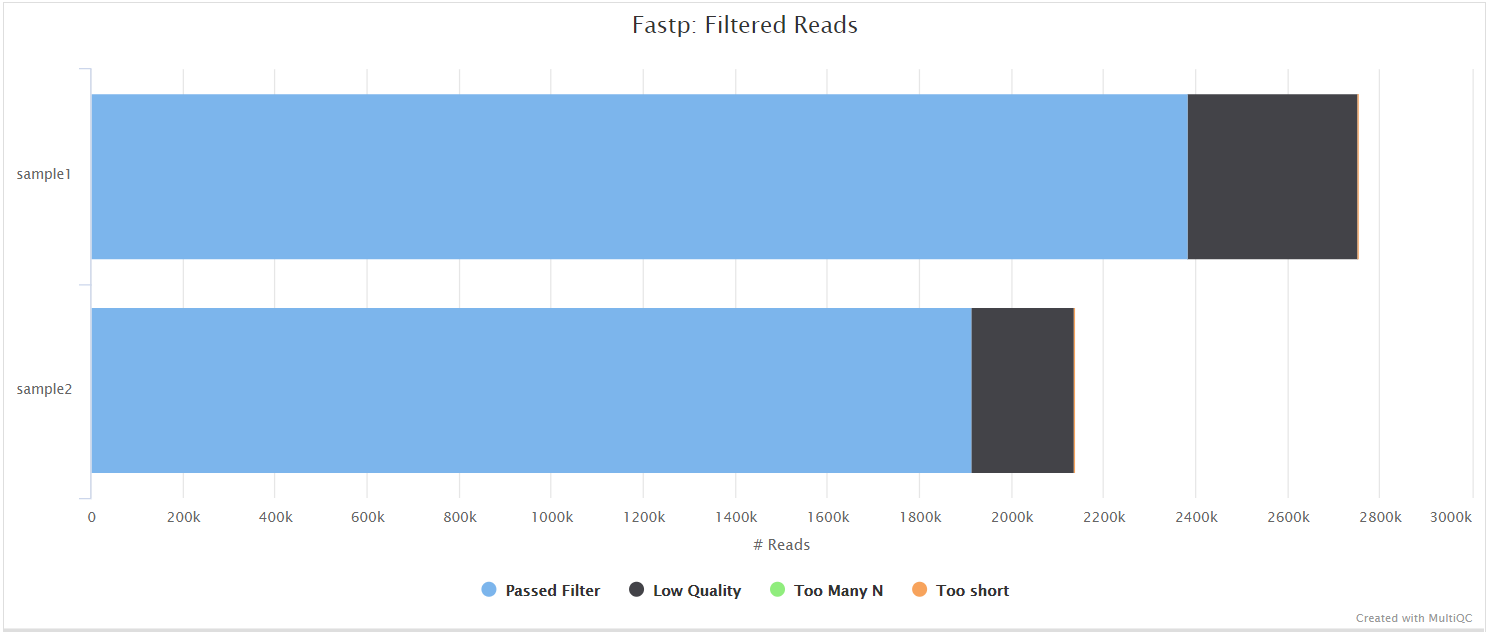 Fastp: Filtered Reads
sample1
sample2
0 200k 400k 600k 800k 1000k 1200k 1400k 1600k 1800k 2000k 2200k 2400k 2600k 2800k 3000k
# Reads
Passed Filter Low Quality Too Many N Too short
Created with MultiQC